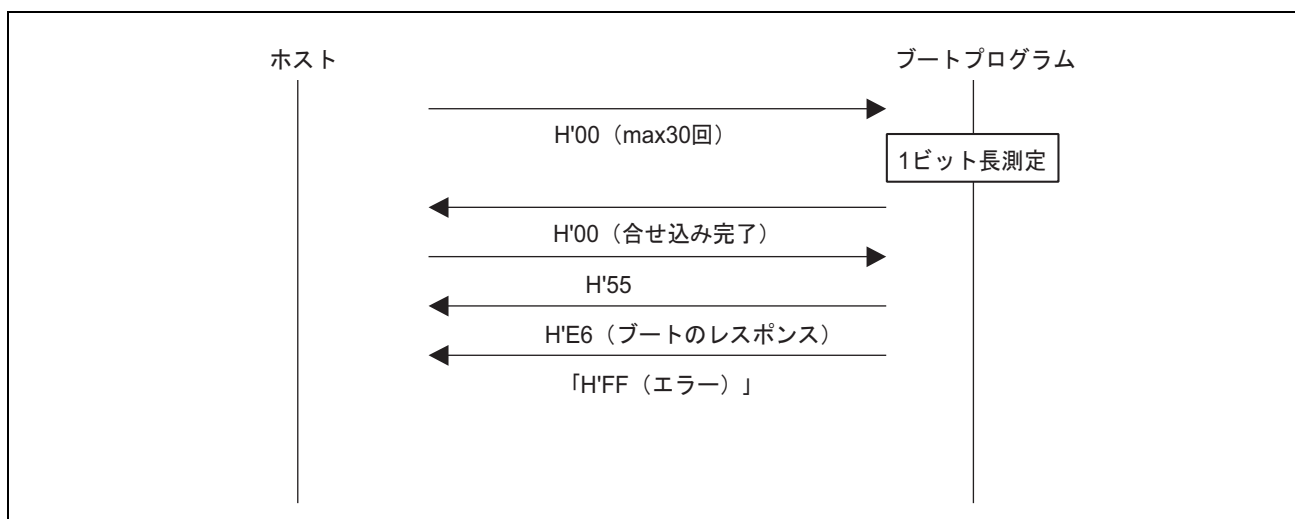 ホスト
ブートプログラム
H'00（max30回）
1ビット長測定
H'00（合せ込み完了）
H'55
H'E6（ブートのレスポンス）
「H'FF（エラー）」